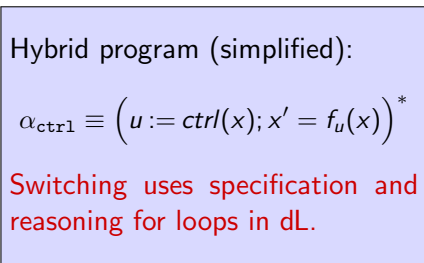 Hybrid program (simplified):
α_ctrl ≡ (u := ctrl(x); x′ = f_u(x))*
Switching uses specification and
reasoning for loops in dL.